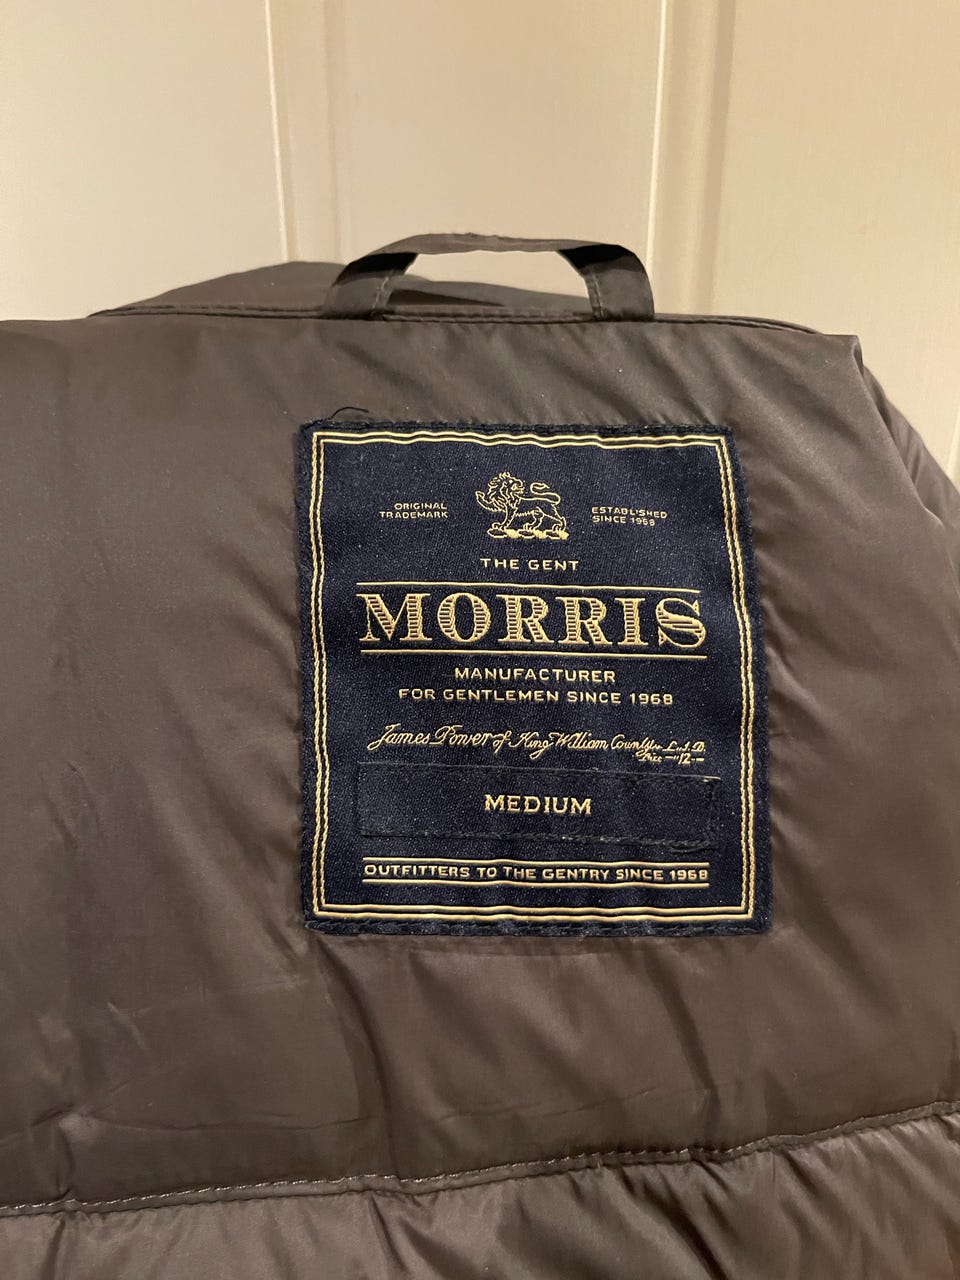 ORIGINAL
TRADEMARK
ESTABLISHED
SINCE 1968
THE GENT
MORRIS
MANUFACTURER
FOR GENTLEMEN SINCE 1968
James Power of King William County
MEDIUM
OUTFITTERS TO THE GENTRY SINCE 1968